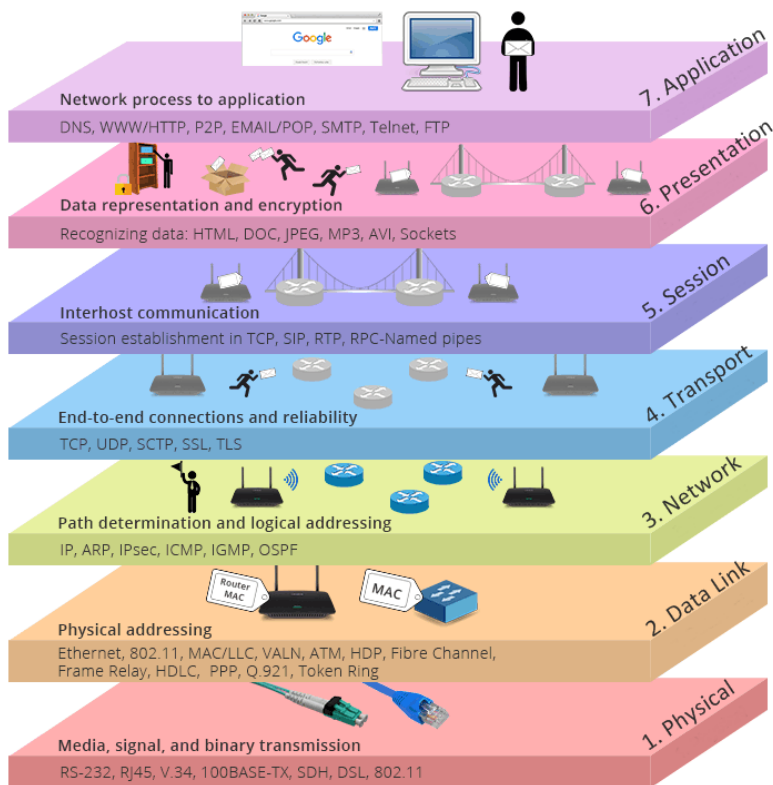 Google
7. Application
Network process to application
DNS, WWW/HTTP, P2P, EMAIL/POP, SMTP, Telnet, FTP
6. Presentation
Data representation and encryption
Recognizing data: HTML, DOC, JPEG, MP3, AVI, Sockets
5. Session
Interhost communication
Session establishment in TCP, SIP, RTP, RPC-Named pipes
4. Transport
End-to-end connections and reliability
TCP, UDP, SCTP, SSL, TLS
3. Network
Path determination and logical addressing
IP, ARP, IPsec, ICMP, IGMP, OSPF
Router
MAC
MAC
2. Data Link
Physical addressing
Ethernet, 802.11, MAC/LLC, VALN, ATM, HDP, Fibre Channel,
Frame Relay, HDLC, PPP, Q.921, Token Ring
1. Physical
Media, signal, and binary transmission
RS-232, RJ45, V.34, 100BASE-TX, SDH, DSL, 802.11